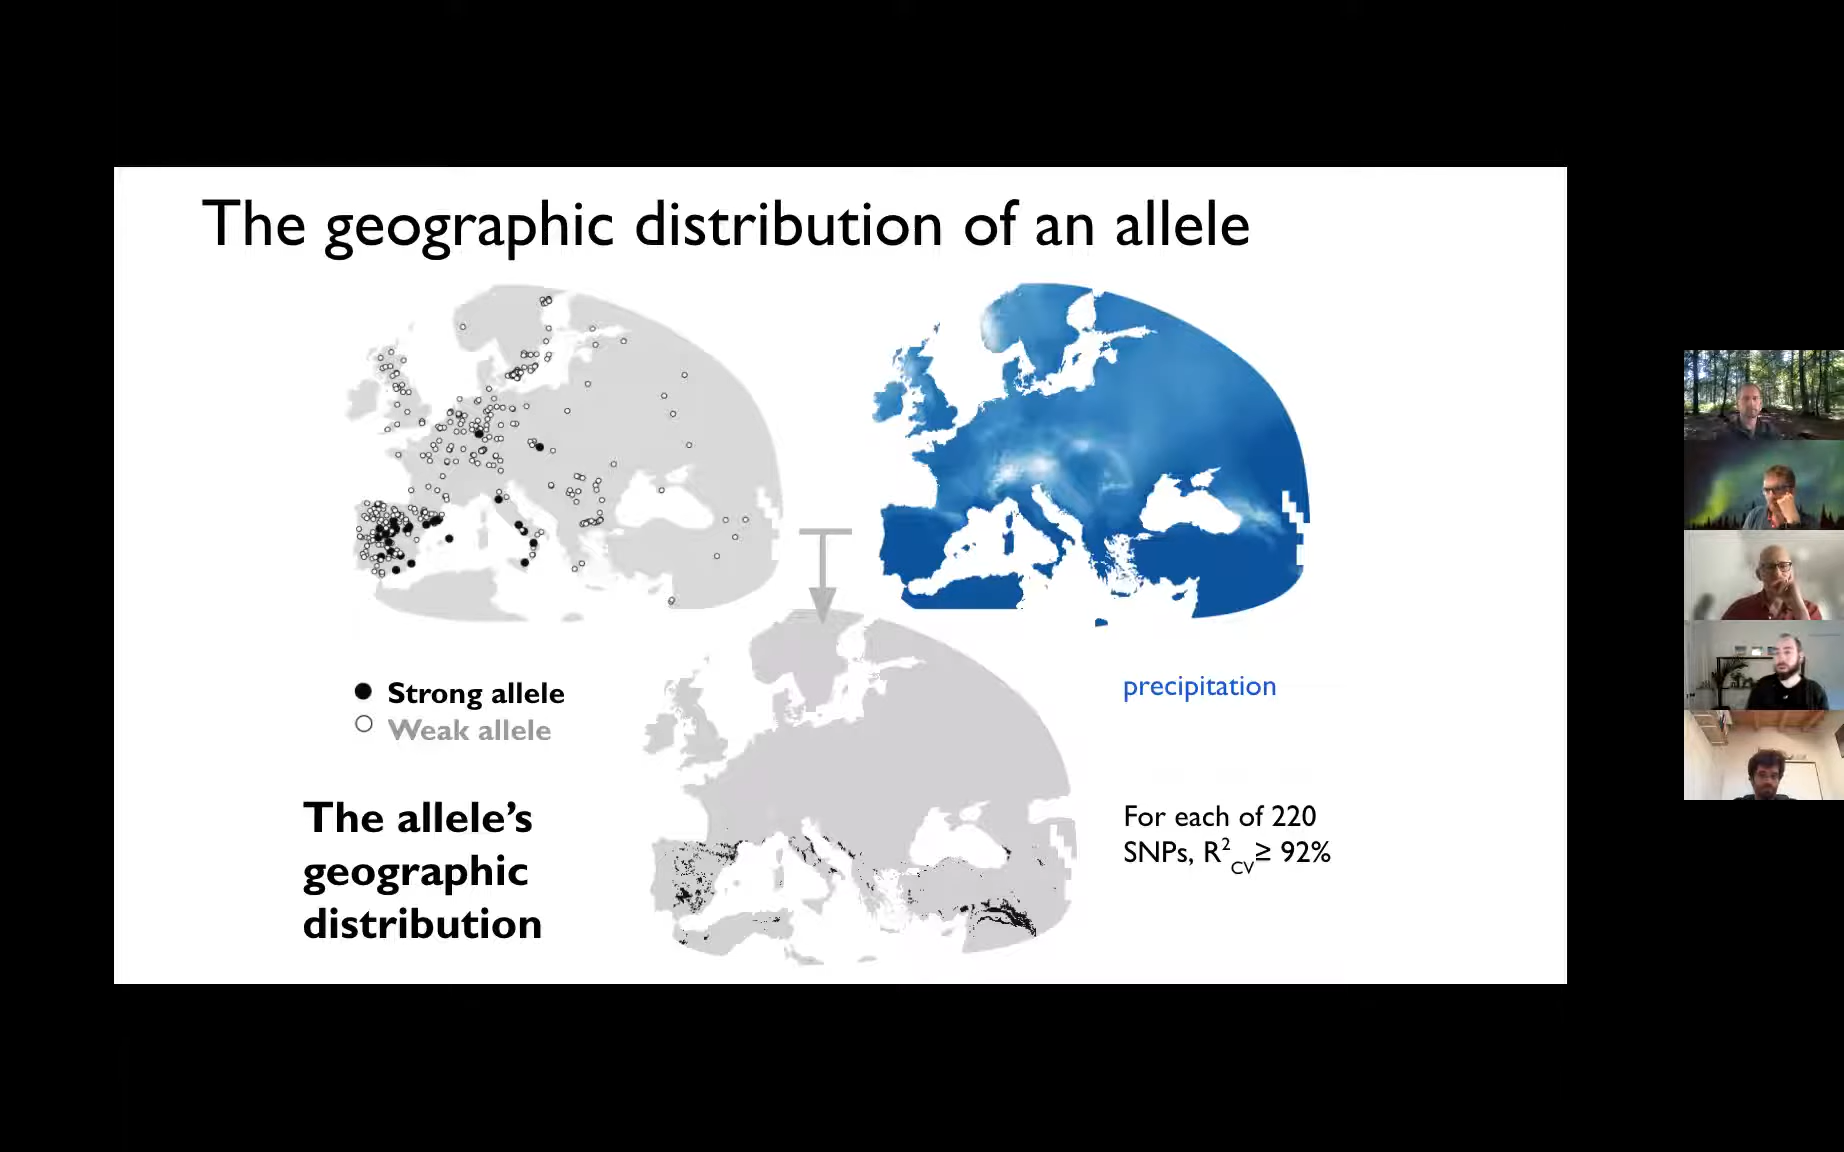 The geographic distribution of an allele
Strong allele
Weak allele
precipitation
The allele's
geographic
distribution
For each of 220
SNPs, R²CV≥ 92%